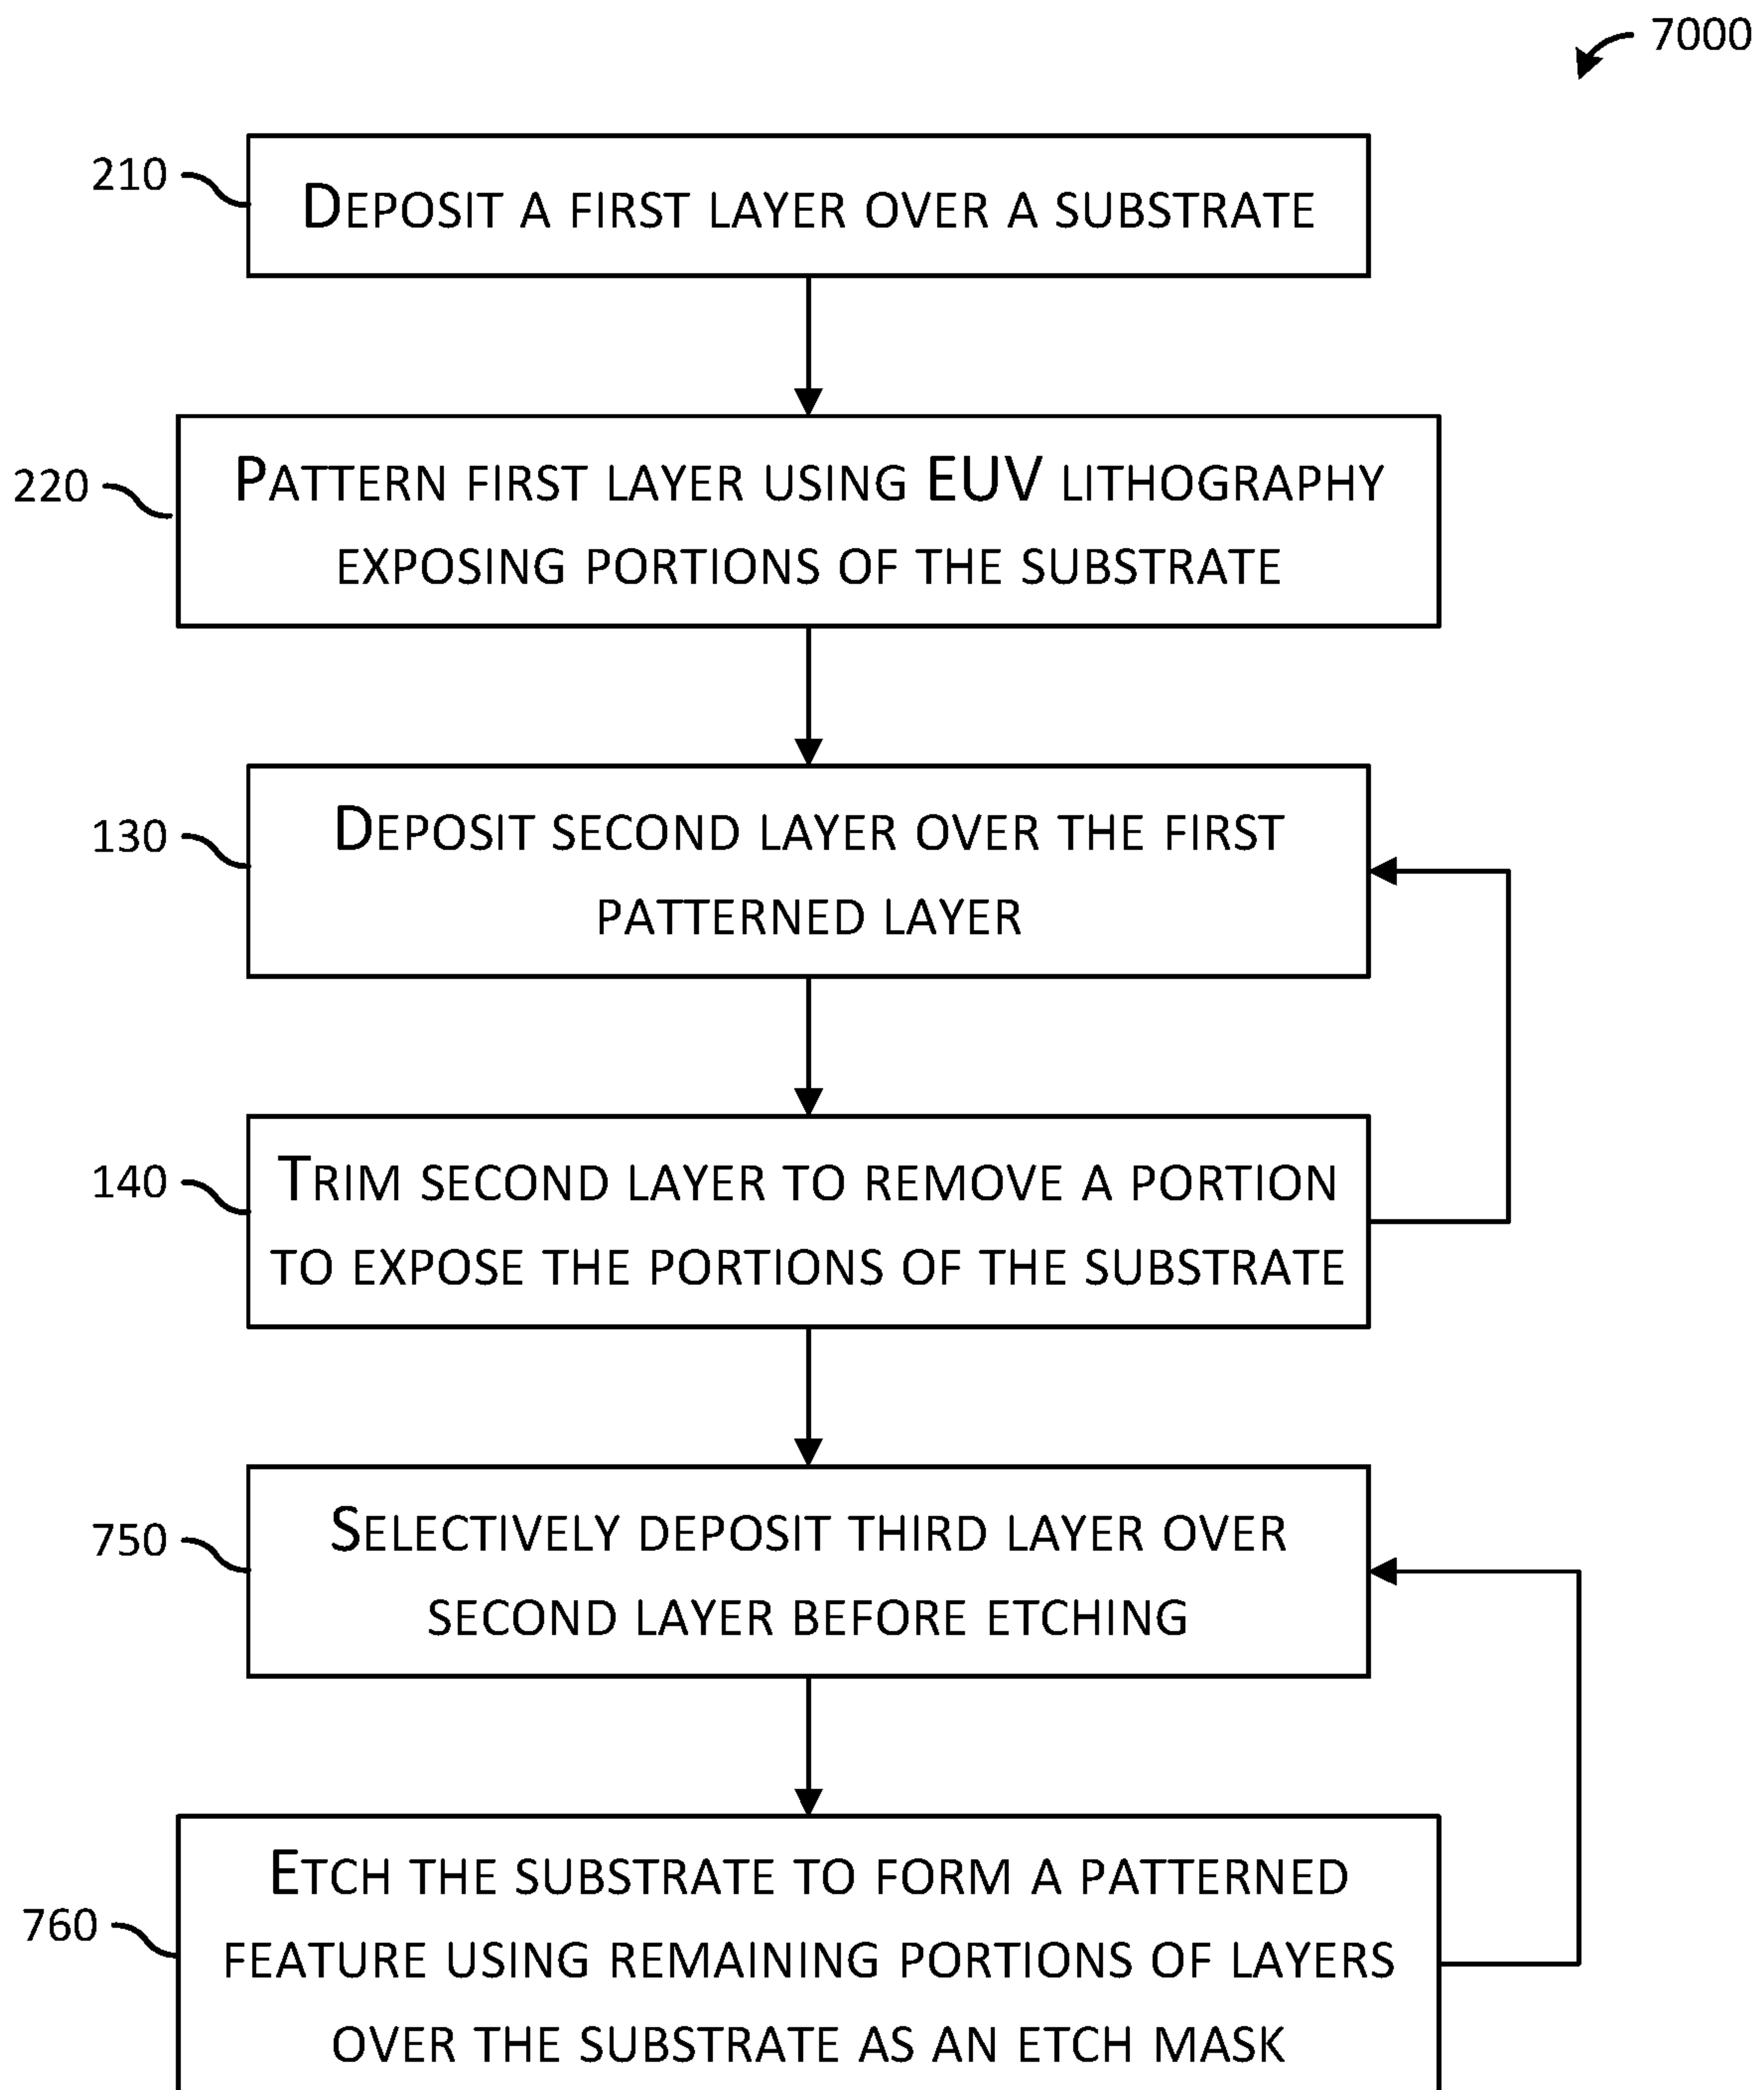 7000
210
DEPOSIT A FIRST LAYER OVER A SUBSTRATE
220
PATTERN FIRST LAYER USING EUV LITHOGRAPHY
EXPOSING PORTIONS OF THE SUBSTRATE
130
DEPOSIT SECOND LAYER OVER THE FIRST
PATTERNED LAYER
140
TRIM SECOND LAYER TO REMOVE A PORTION
TO EXPOSE THE PORTIONS OF THE SUBSTRATE
750
SELECTIVELY DEPOSIT THIRD LAYER OVER
SECOND LAYER BEFORE ETCHING
760
ETCH THE SUBSTRATE TO FORM A PATTERNED
FEATURE USING REMAINING PORTIONS OF LAYERS
OVER THE SUBSTRATE AS AN ETCH MASK